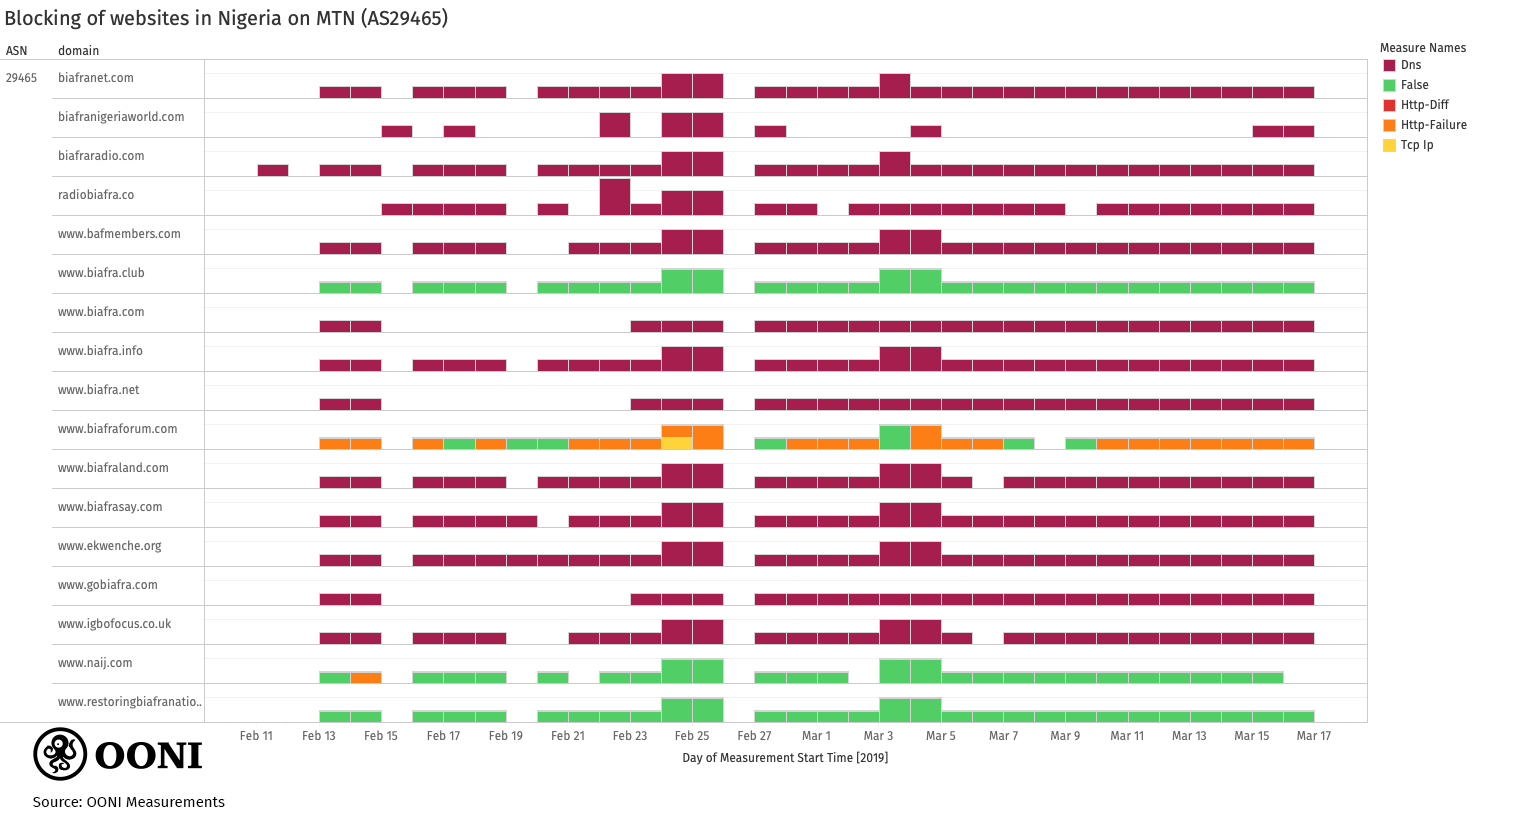 Blocking of websites in Nigeria on MTN (AS29465)
ASN domain
Measure Names
Dns
False
Http-Diff
Http-Failure
Tcp Ip
29465 biafranet.com
biafranigeriaworld.com
biafraradio.com
radiobiafra.co
www.bafmembers.com
www.biafra.club
www.biafra.com
www.biafra.info
www.biafra.net
www.biafraforum.com
www.biafraland.com
www.biafrasay.com
www.ekwenche.org
www.gobiafra.com
www.igbofocus.co.uk
www.naij.com
www.restoringbiafranatio..
Feb 11 Feb 13 Feb 15 Feb 17 Feb 19 Feb 21 Feb 23 Feb 25 Feb 27 Mar 1 Mar 3 Mar 5 Mar 7 Mar 9 Mar 11 Mar 13 Mar 15 Mar 17
Day of Measurement Start Time [2019]
OONI
Source: OONI Measurements